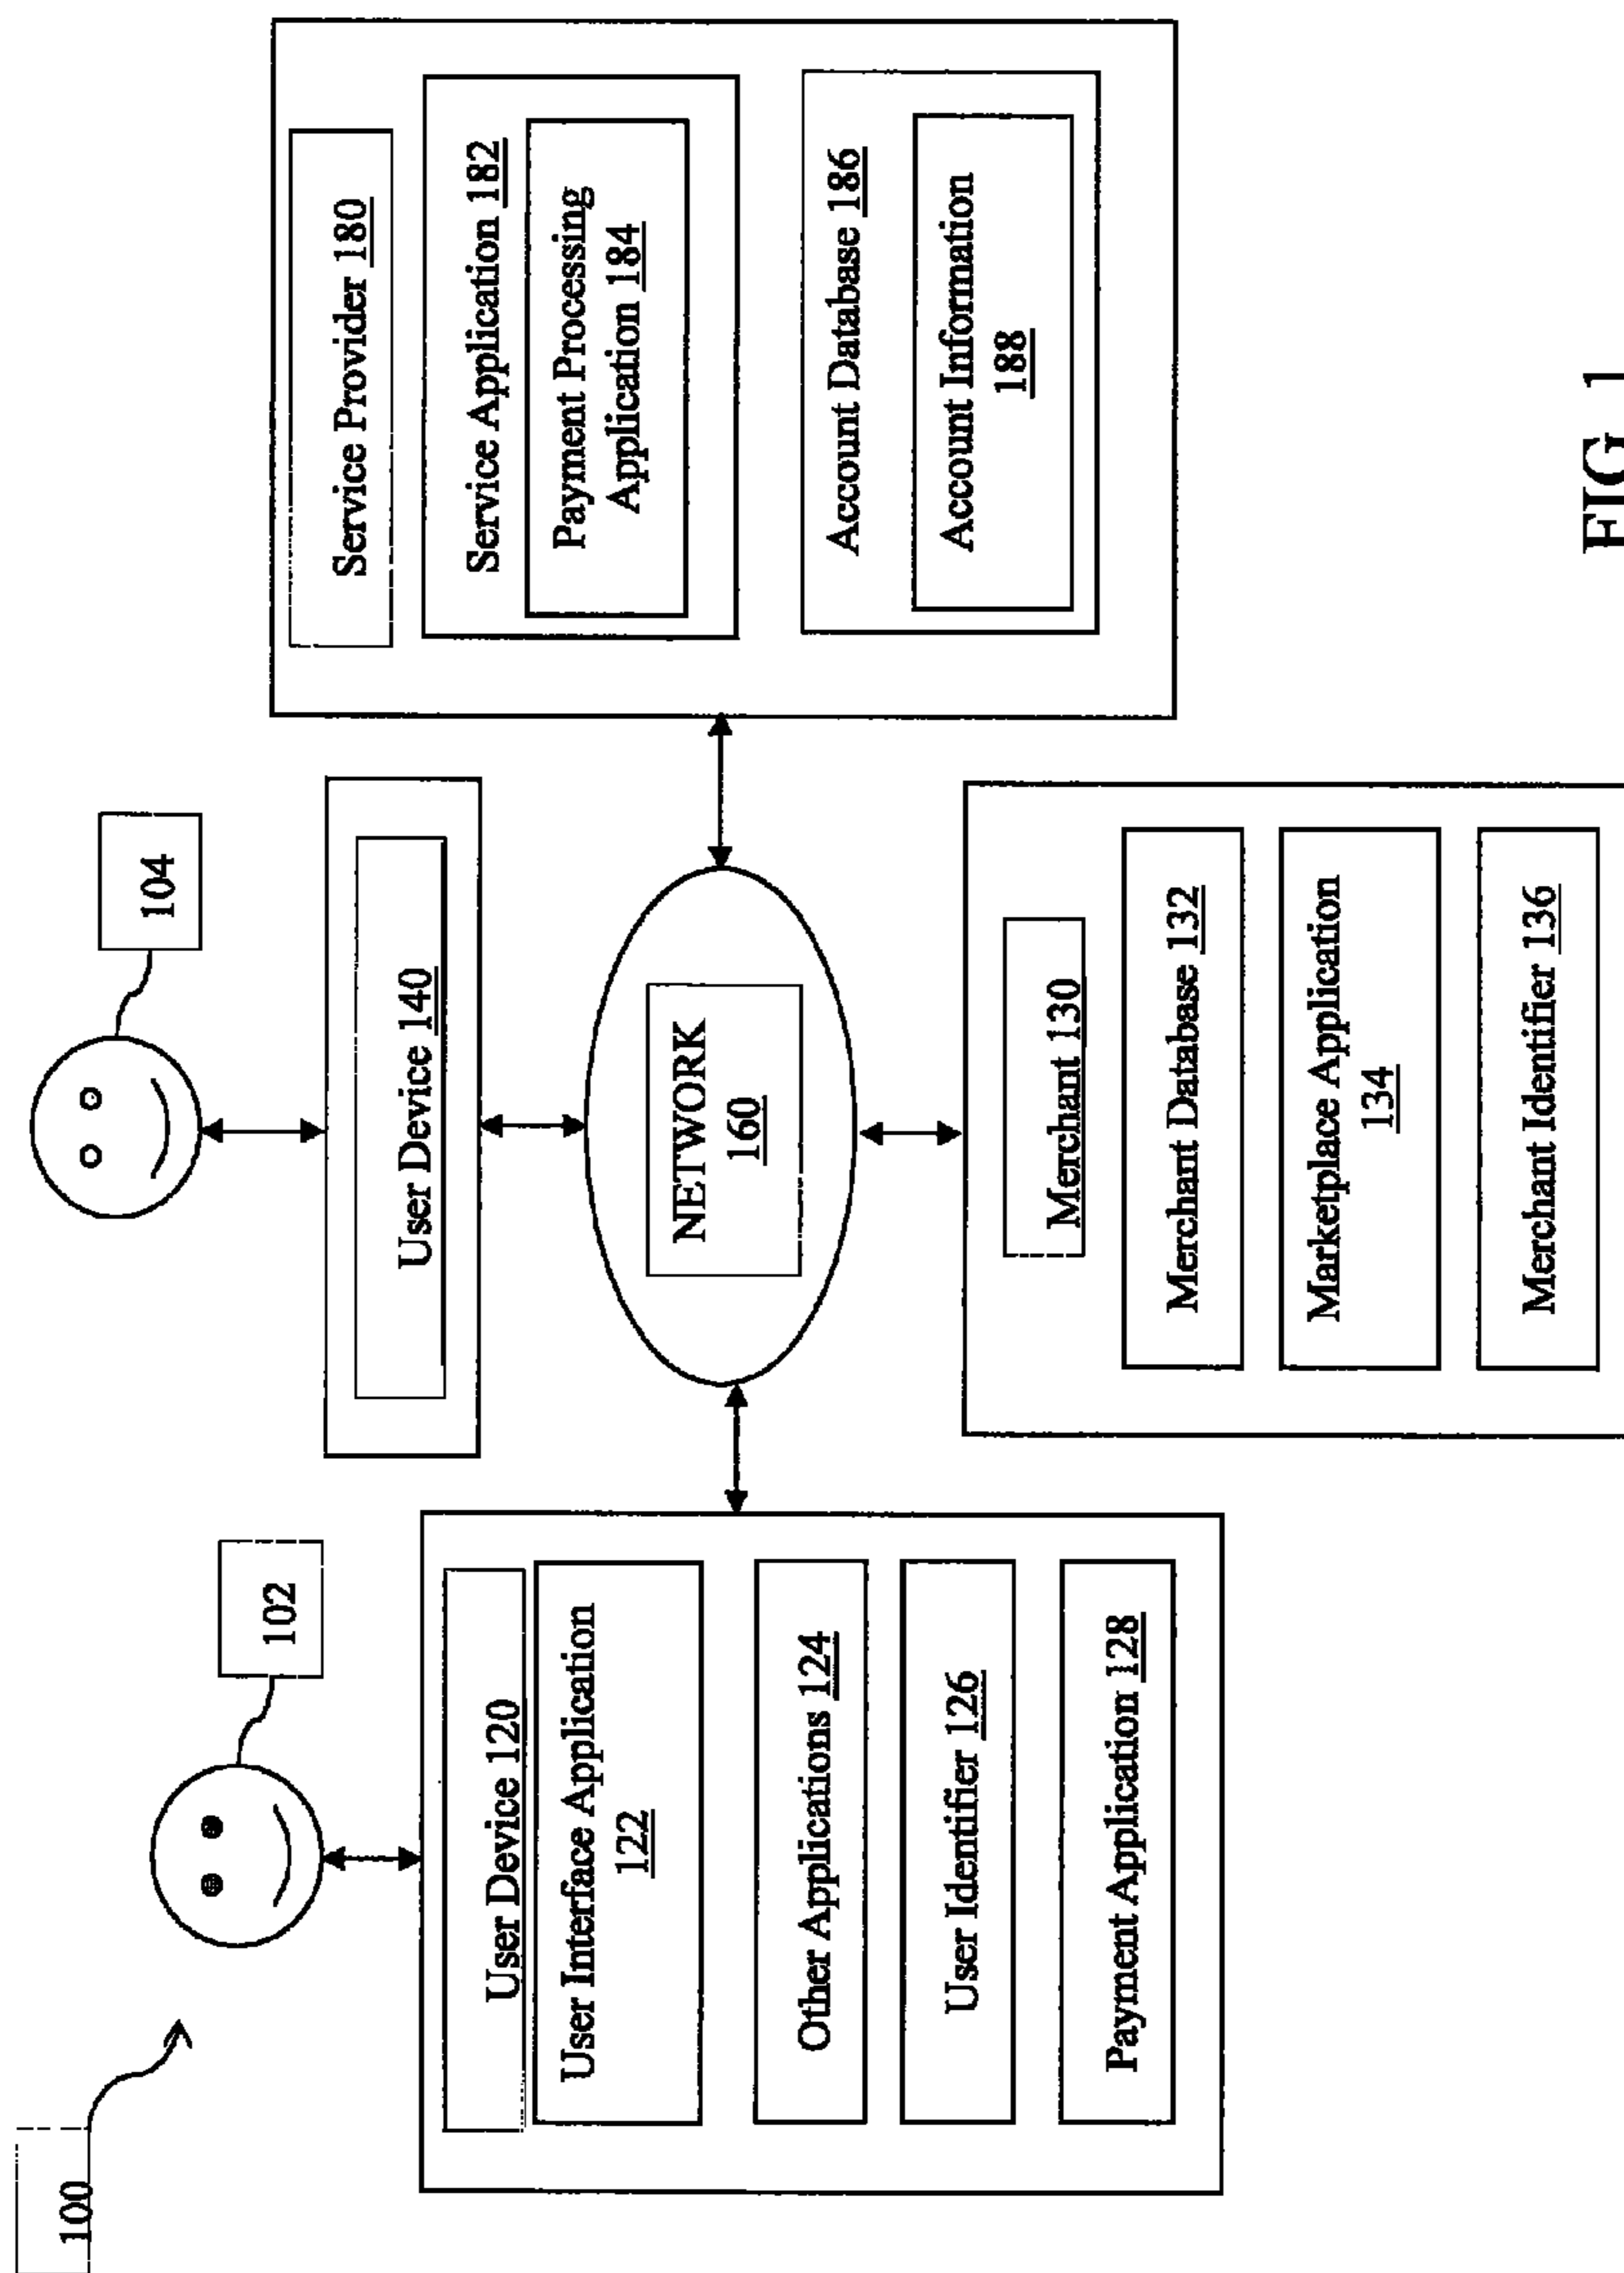 100
102
104
User Device 120
User Interface Application
122
Other Applications 124
User Identifier 126
Payment Application 128
User Device 140
NETWORK
160
Merchant 130
Merchant Database 132
Marketplace Application
134
Merchant Identifier 136
Service Provider 180
Service Application 182
Payment Processing
Application 184
Account Database 186
Account Information
188
FIG. 1